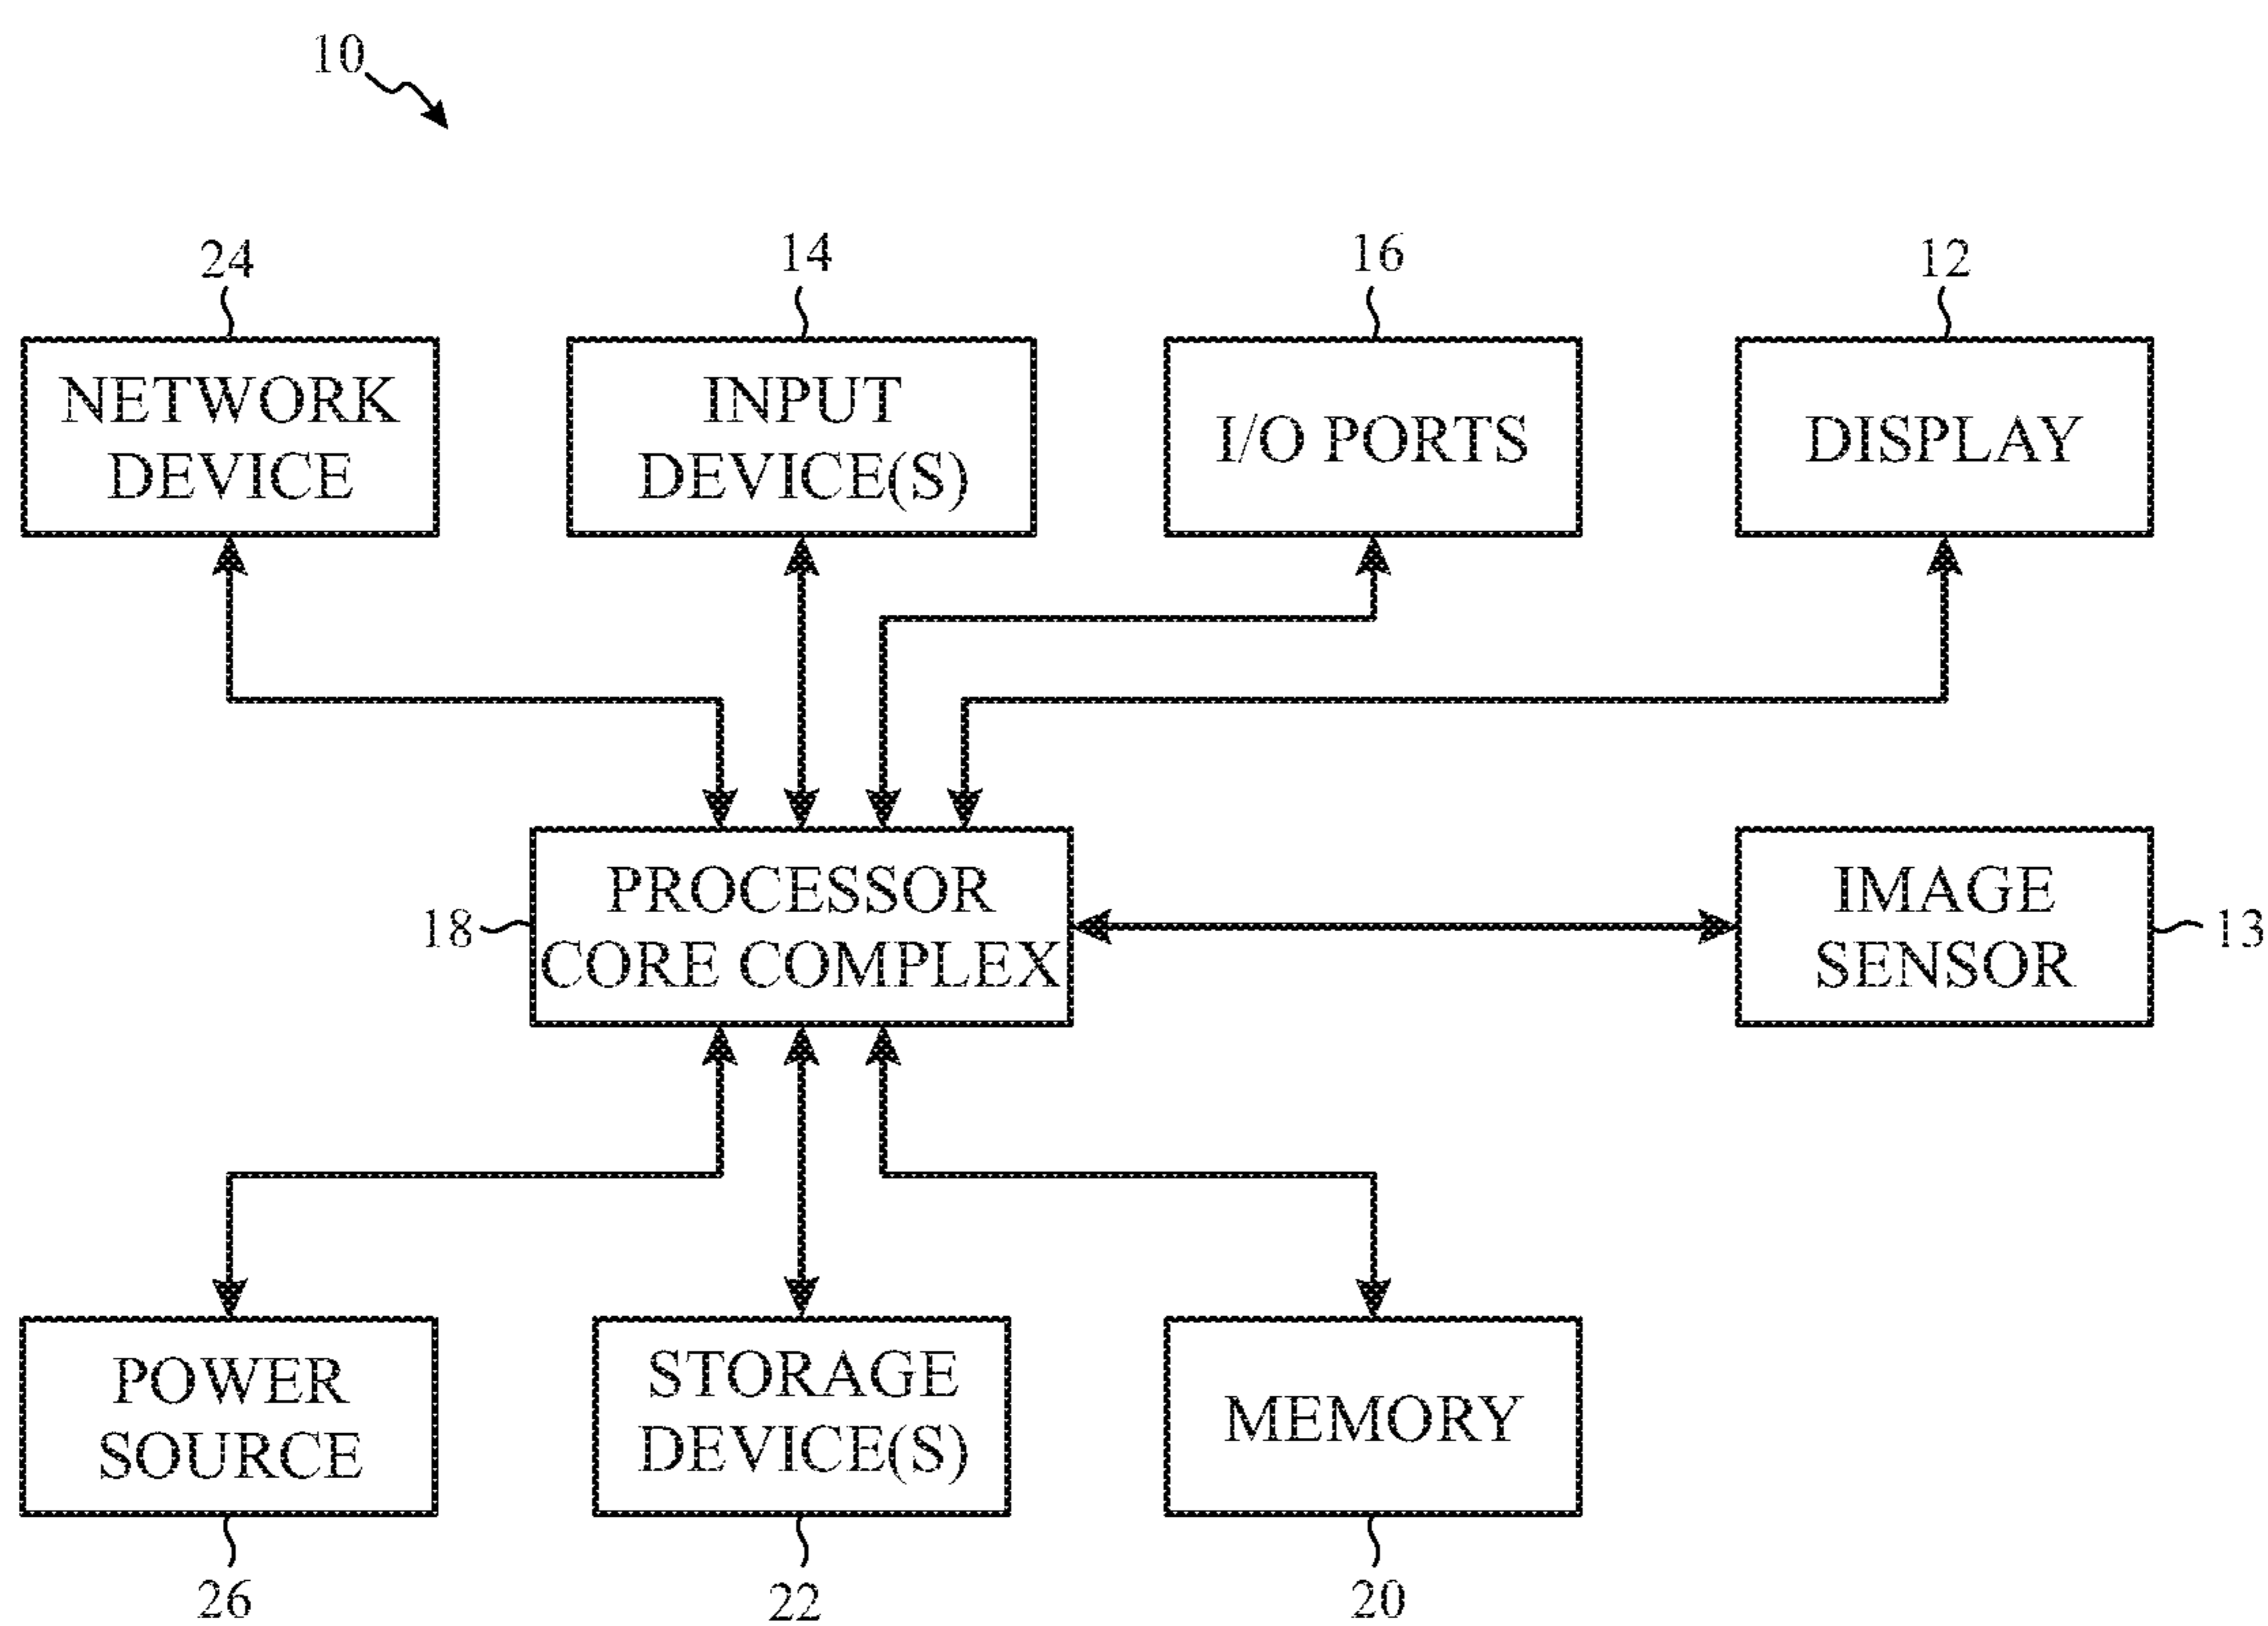 10
24
14
16
12
NETWORK
DEVICE
INPUT
DEVICE(S)
I/O PORTS
DISPLAY
18
PROCESSOR
CORE COMPLEX
IMAGE
SENSOR
13
POWER
SOURCE
STORAGE
DEVICE(S)
MEMORY
26
22
20